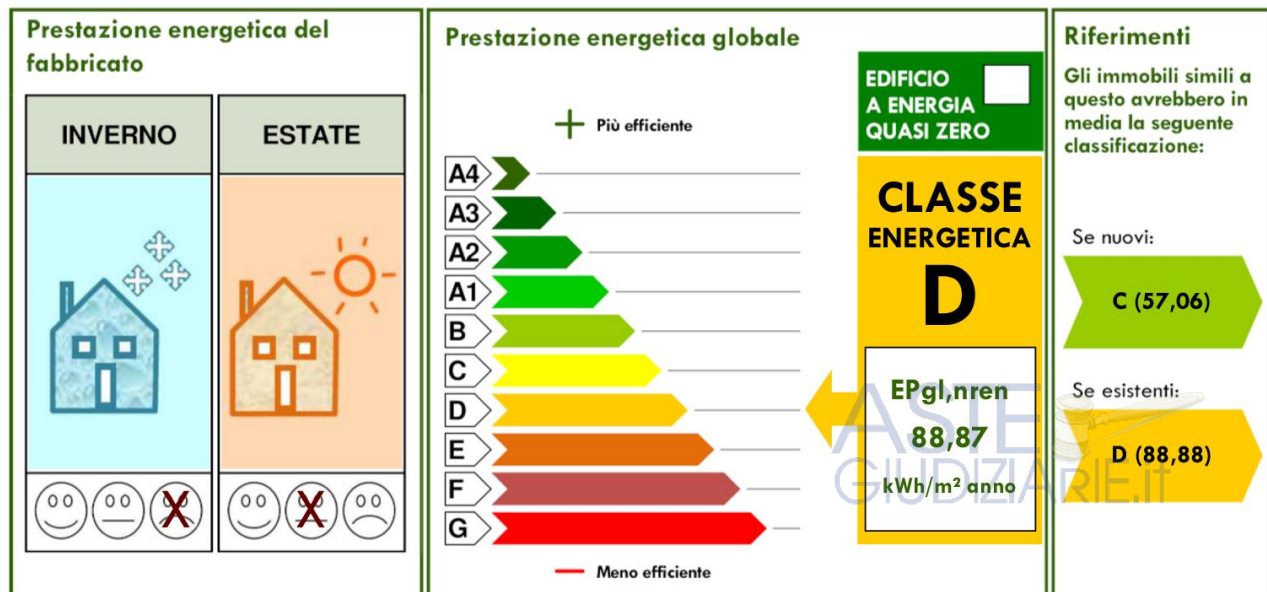 Prestazione energetica del
fabbricato
INVERNO
ESTATE
Prestazione energetica globale
Più efficiente
A4
A3
A2
A1
B
C
D
E
F
G
Meno efficiente
EDIFICIO
A ENERGIA
QUASI ZERO
CLASSE
ENERGETICA
D
EPgl,nren
88,87
kWh/m² anno
Riferimenti
Gli immobili simili a
questo avrebbero in
media la seguente
classificazione:
Se nuovi:
C (57,06)
Se esistenti:
D (88,88)
ASTE
GIUDIZIARIE.it